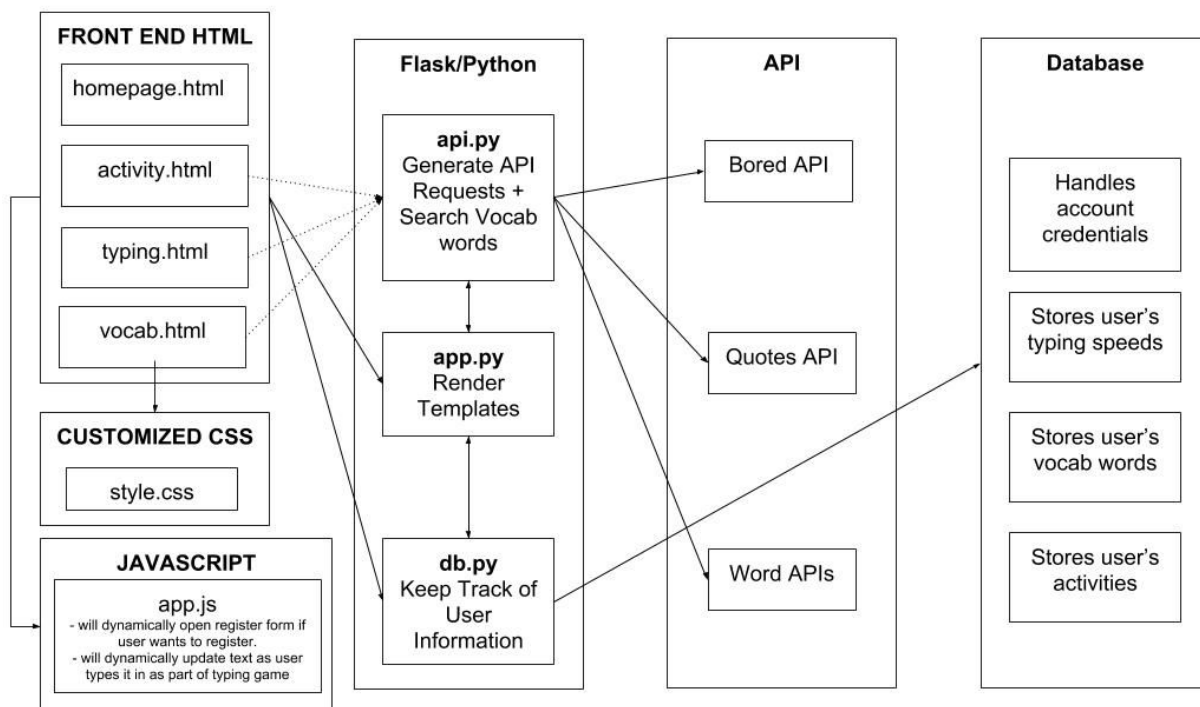 FRONT END HTML
homepage.html
activity.html
typing.html
vocab.html
CUSTOMIZED CSS
style.css
JAVASCRIPT
app.js
- will dynamically open register form if
user wants to register.
- will dynamically update text as user
types it in as part of typing game
Flask/Python
api.py
Generate API
Requests +
Search Vocab
words
app.py
Render
Templates
db.py
Keep Track of
User
Information
API
Bored API
Quotes API
Word APIs
Database
Handles
account
credentials
Stores user's
typing speeds
Stores user's
vocab words
Stores user's
activities